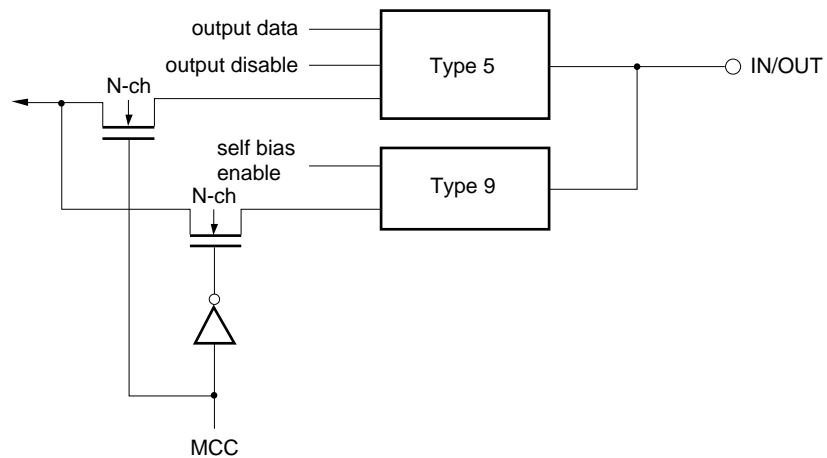 output data
output disable
Type 5
IN/OUT
N-ch
self bias
enable
Type 9
N-ch
MCC